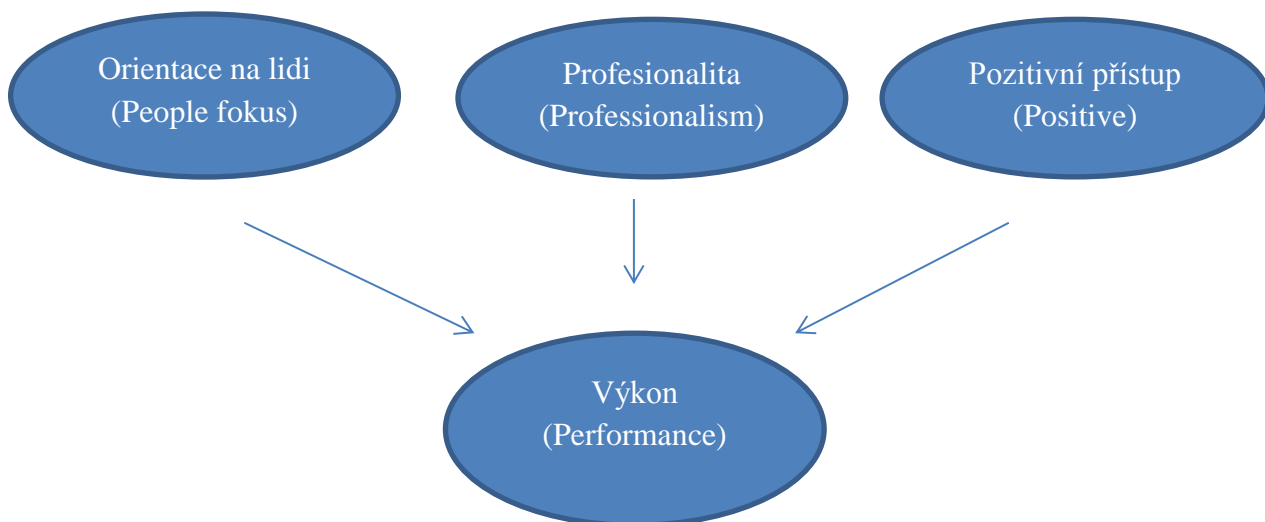 Orientace na lidi
(People fokus)
Profesionalita
(Professionalism)
Pozitivní přístup
(Positive)
Výkon
(Performance)